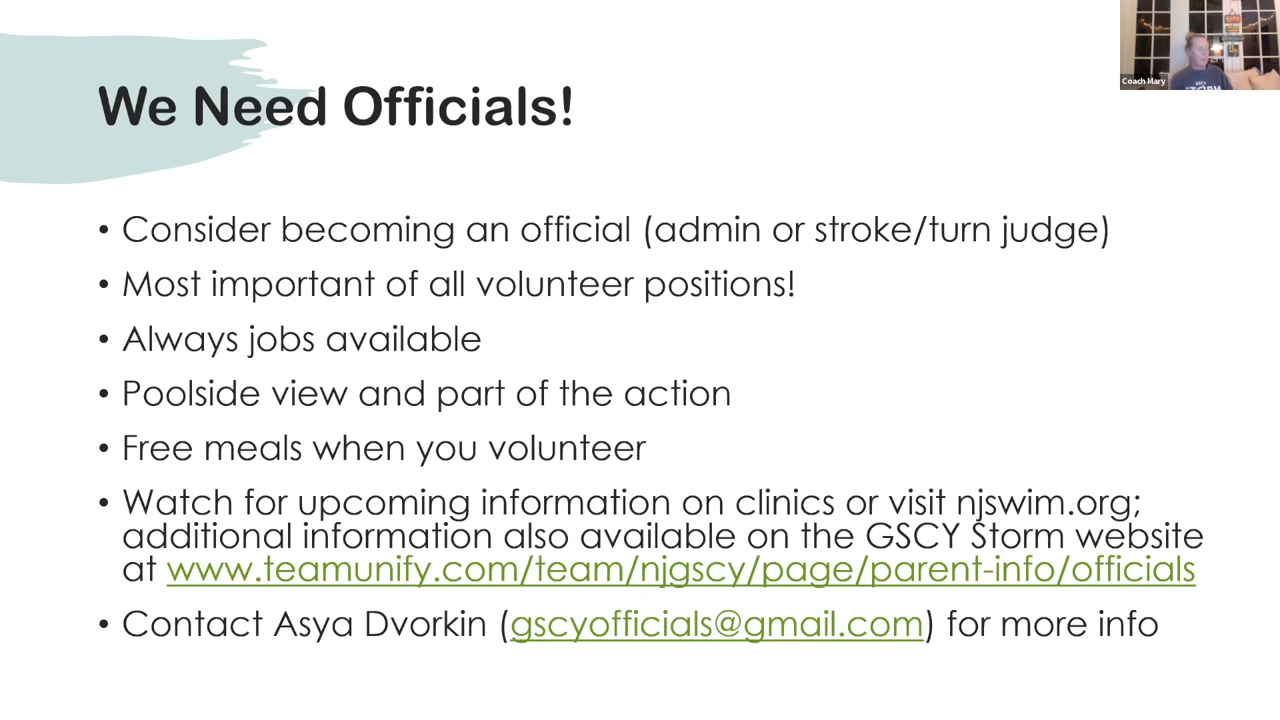 We Need Officials!
Coach Mary
• Consider becoming an official (admin or stroke/turn judge)
• Most important of all volunteer positions!
• Always jobs available
• Poolside view and part of the action
• Free meals when you volunteer
• Watch for upcoming information on clinics or visit njswim.org;
additional information also available on the GSCY Storm website
at www.teamunify.com/team/njgscy/page/parent-info/officials
• Contact Asya Dvorkin (gscyofficials@gmail.com) for more info